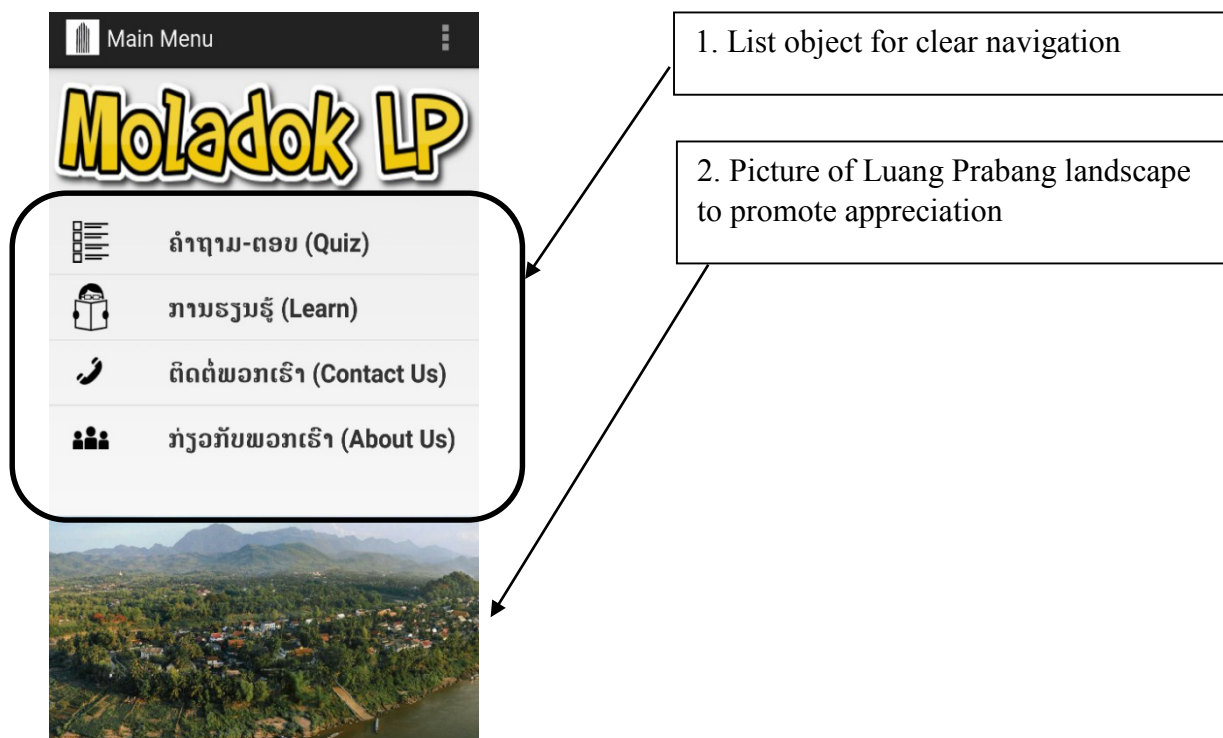 Main Menu
Moladok LP
ຄຳຖາມ-ຕອບ (Quiz)
ການຮຽນຮູ້ (Learn)
ຕິດຕໍ່ພວກເຮົາ (Contact Us)
ກ່ຽວກັບພວກເຮົາ (About Us)
1. List object for clear navigation
2. Picture of Luang Prabang landscape
to promote appreciation